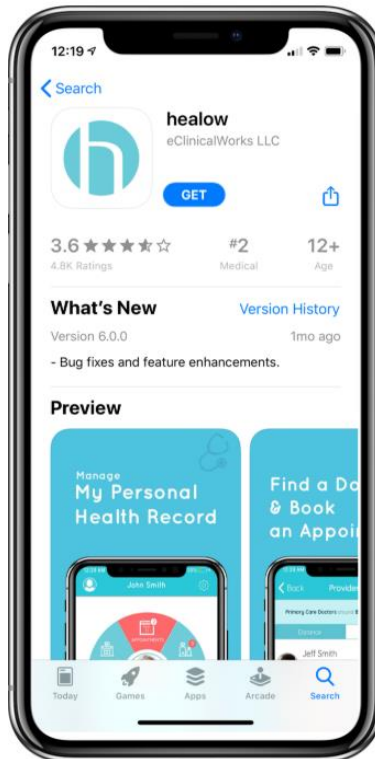 12:19
Search
h
healow
eClinicalWorks LLC
GET
3.6
#2
12+
4.8K Ratings
Medical
Age
What's New
Version History
Version 6.0.0
1mo ago
- Bug fixes and feature enhancements.
Preview
Manage
My Personal
Health Record
Find a Do
& Book
an Appoi
John Smith
APPOINTMENTS
Back
Provide
Primary Care Doctors
Distance
Jeff Smith
Today
Games
Apps
Arcade
Search